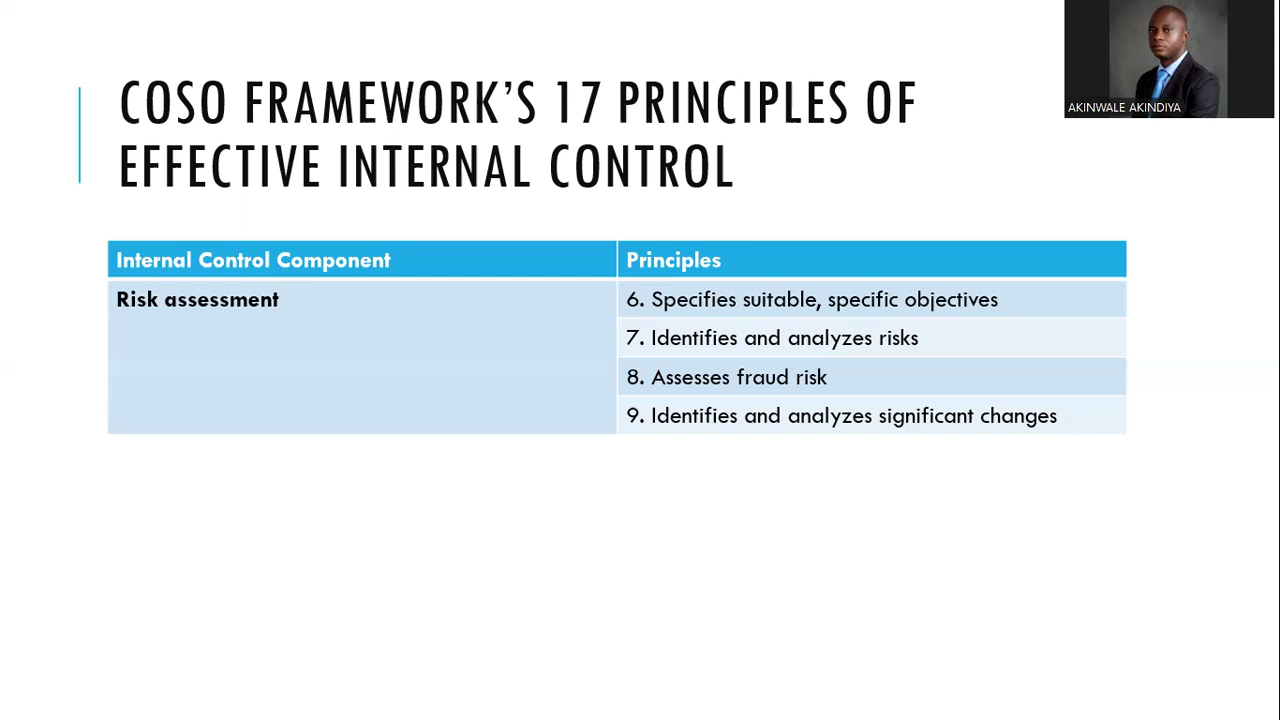 COSO FRAMEWORK’S 17 PRINCIPLES OF
EFFECTIVE INTERNAL CONTROL
AKINWALE AKINDIYA
Internal Control Component
Principles
Risk assessment
6. Specifies suitable, specific objectives
7. Identifies and analyzes risks
8. Assesses fraud risk
9. Identifies and analyzes significant changes